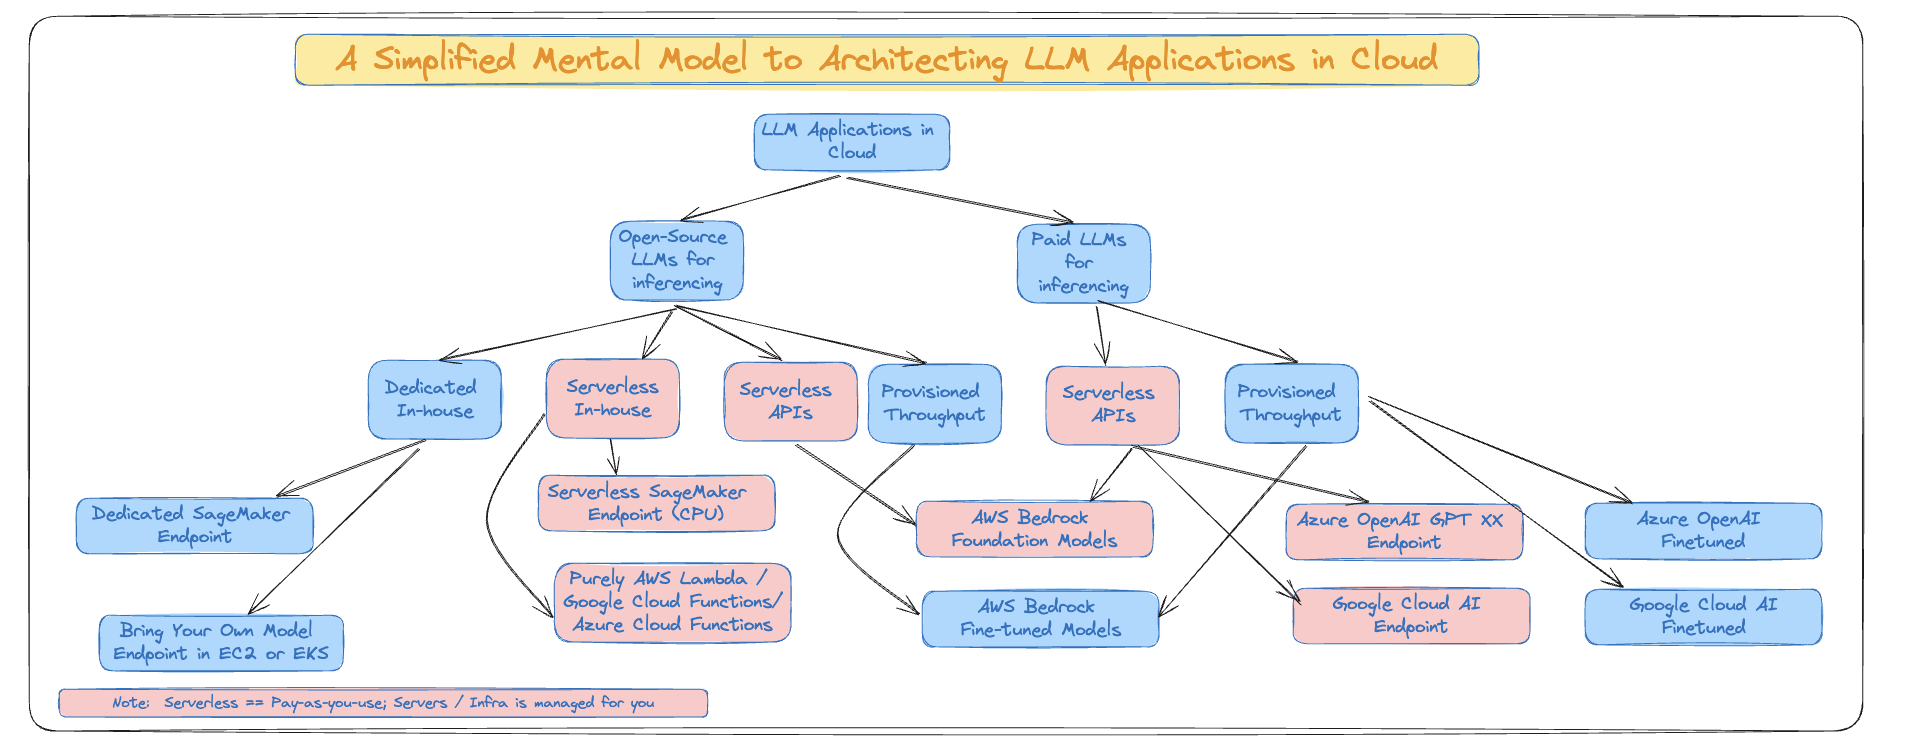 A Simplified Mental Model to Architecting LLM Applications in Cloud
LLM Applications in
Cloud
Open-Source
LLMs for
inferencing
Paid LLMs
for
inferencing
Dedicated
In-house
Serverless
In-house
Serverless
APIs
Provisioned
Throughput
Serverless
APIs
Provisioned
Throughput
Dedicated SageMaker
Endpoint
Serverless SageMaker
Endpoint (CPU)
AWS Bedrock
Foundation Models
Azure OpenAI GPT XX
Endpoint
Azure OpenAI
Finetuned
Bring Your Own Model
Endpoint in EC2 or EKS
Purely AWS Lambda /
Google Cloud Functions/
Azure Cloud Functions
AWS Bedrock
Fine-tuned Models
Google Cloud AI
Endpoint
Google Cloud AI
Finetuned
Note: Serverless == Pay-as-you-use; Servers / Infra is managed for you